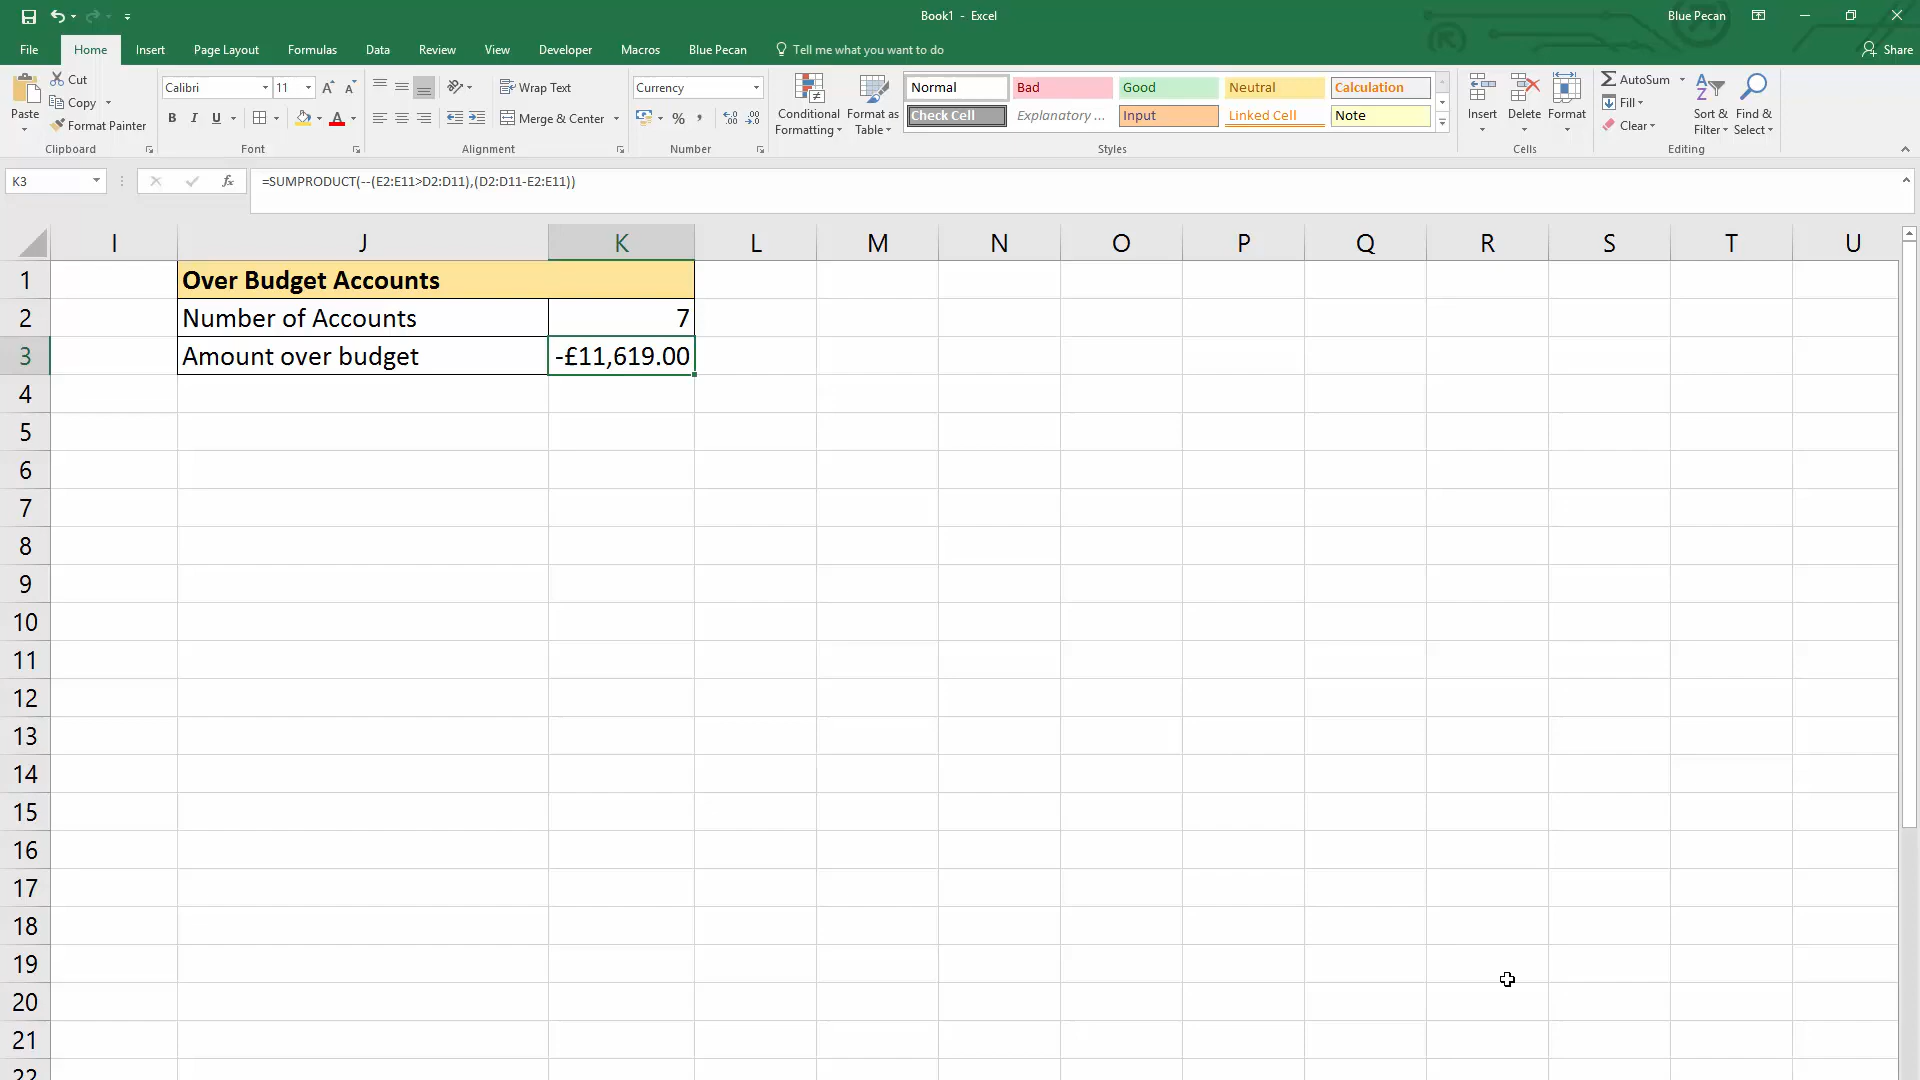 Book1 - Excel
Blue Pecan
File Home Insert Page Layout Formulas Data Review View Developer Macros Blue Pecan Tell me what you want to do Share
Paste
Cut
Copy
Format Painter
Clipboard
Calibri 11
B I U A
Font
Wrap Text
Merge & Center
Alignment
Currency
%
Number
Conditional Formatting
Format as Table
Normal Bad Good Neutral Calculation
Check Cell Explanatory ... Input Linked Cell Note
Styles
Insert Delete Format
Cells
AutoSum
Fill
Clear
Sort & Filter
Find & Select
Editing
K3 fx =SUMPRODUCT(--(E2:E11>D2:D11),(D2:D11-E2:E11))
I J K L M N O P Q R S T U
1 Over Budget Accounts
2 Number of Accounts 7
3 Amount over budget -£11,619.00
4
5
6
7
8
9
10
11
12
13
14
15
16
17
18
19
20
21
22